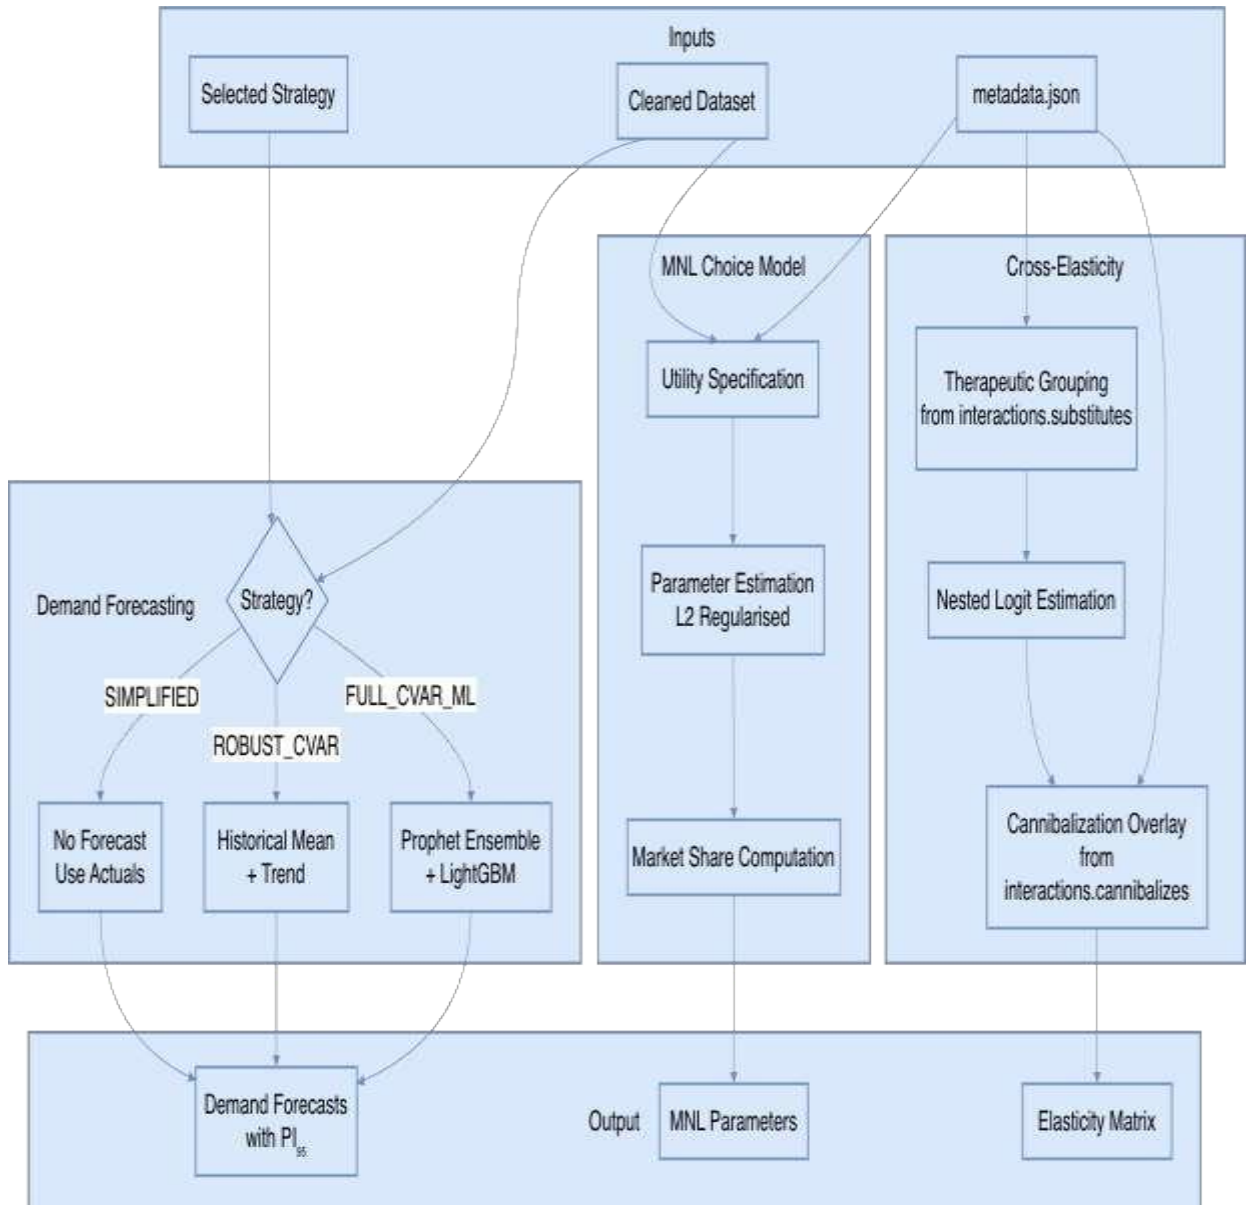 Inputs
Selected Strategy
Cleaned Dataset
metadata.json
MNL Choice Model
Cross-Elasticity
Utility Specification
Therapeutic Grouping
from interactions.substitutes
Demand Forecasting
Strategy?
Parameter Estimation
L2 Regularised
Nested Logit Estimation
SIMPLIFIED
FULL_CVAR_ML
ROBUST_CVAR
No Forecast
Use Actuals
Historical Mean
+ Trend
Prophet Ensemble
+ LightGBM
Market Share Computation
Cannibalization Overlay
from
interactions.cannibalizes
Demand Forecasts
with PI95
Output
MNL Parameters
Elasticity Matrix